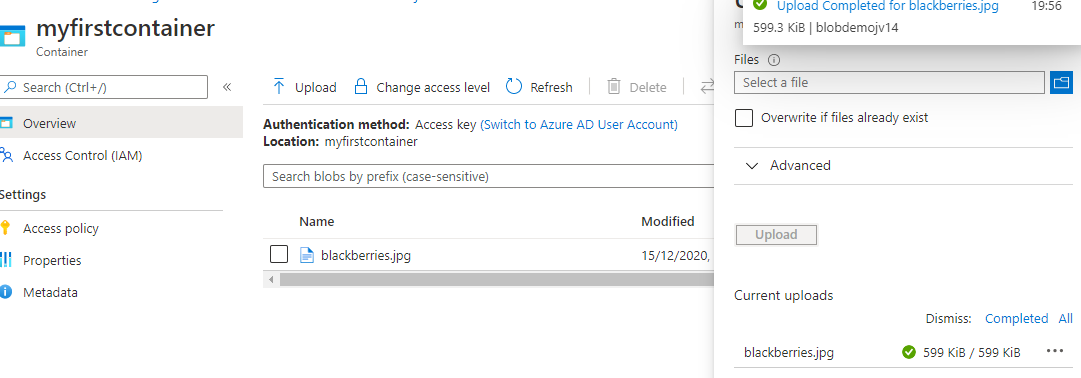 myfirstcontainer
Container
Search (Ctrl+/)
«
Overview
Access Control (IAM)
Settings
Access policy
Properties
Metadata
Upload
Change access level
Refresh
Delete
Authentication method: Access key (Switch to Azure AD User Account)
Location: myfirstcontainer
Search blobs by prefix (case-sensitive)
Name Modified
blackberries.jpg 15/12/2020,
Upload Completed for blackberries.jpg 19:56
599.3 KiB | blobdemojv14
Files
Select a file
Overwrite if files already exist
Advanced
Upload
Current uploads
Dismiss: Completed All
blackberries.jpg 599 KiB / 599 KiB ...